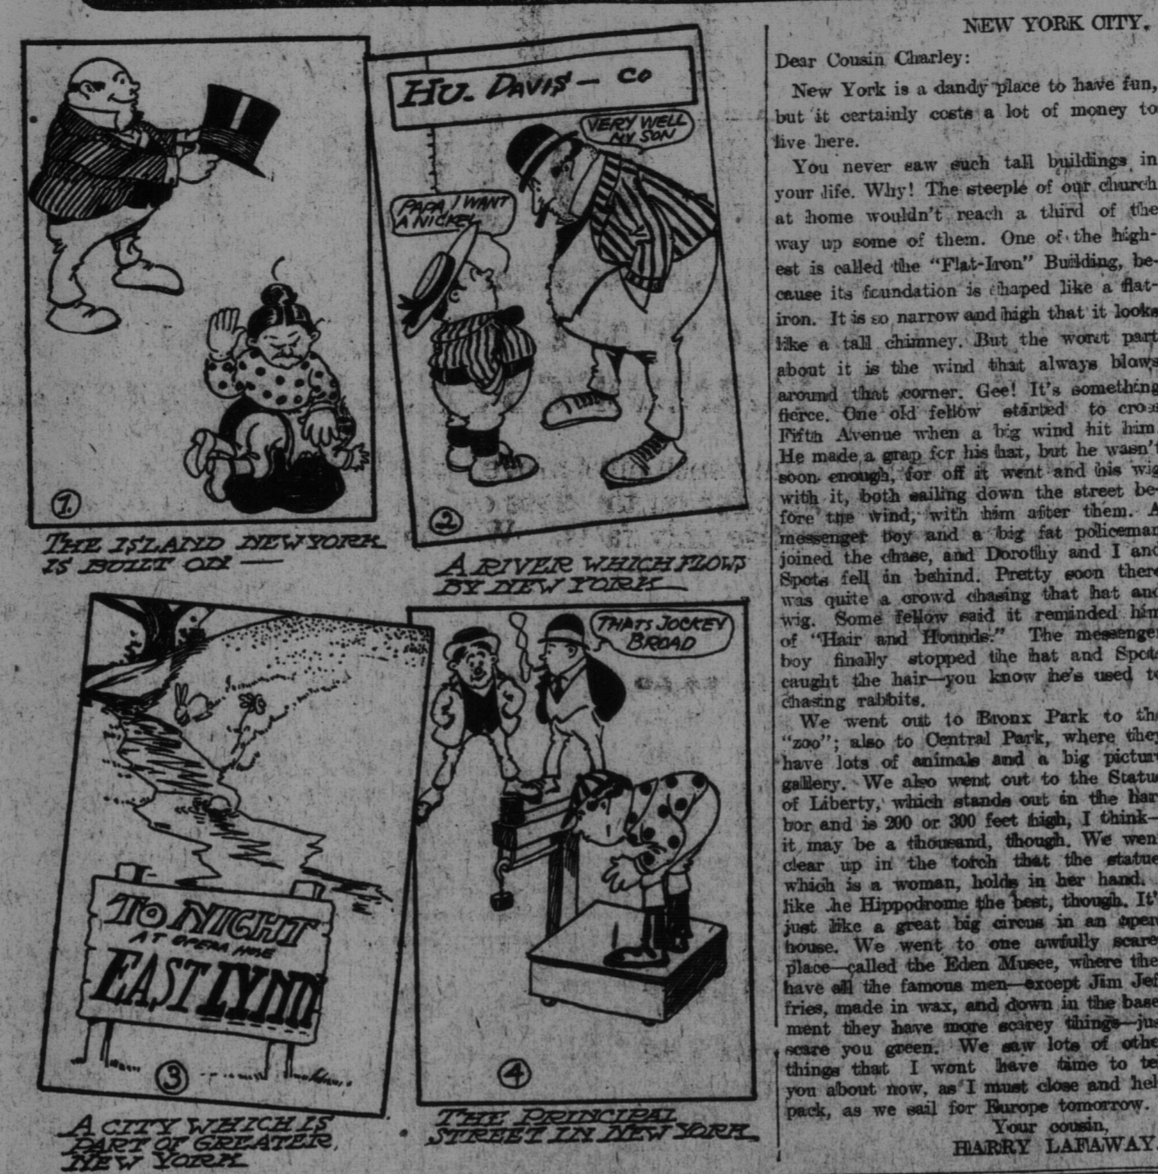 HU. DAVIS — CO
VERY WELL
MY SON
PAPA I WANT
A NICKEL
1
THE ISLAND NEW YORK
IS BUILT ON —
2
A RIVER WHICH FLOWS
BY NEW YORK
TO NIGHT
AT OPERA HOUSE
EAST LYNN
3
A CITY WHICH IS
PART OF GREATER
NEW YORK
THATS JOCKEY
BROAD
4
THE PRINCIPAL
STREET IN NEW YORK
NEW YORK CITY.
Dear Cousin Charley:
New York is a dandy place to have fun,
but it certainly costs a lot of money to
live here.
You never saw such tall buildings in
your life. Why! The steeple of our church
at home wouldn't reach a third of the
way up some of them. One of the high-
est is called the "Flat-Iron" Building, be-
cause its foundation is shaped like a flat-
iron. It is so narrow and high that it looks
like a tall chimney. But the worst part
about it is the wind that always blows
around that corner. Gee! It's something
fierce. One old fellow started to cross
Fifth Avenue when a big wind hit him.
He made a grap for his hat, but he wasn't
soon enough, for off it went and his wig
with it, both sailing down the street be-
fore the wind, with him after them. A
messenger boy and a big fat policeman
joined the chase, and Dorothy and I and
Spots fell in behind. Pretty soon there
was quite a crowd chasing that hat and
wig. Some fellow said it reminded him
of "Hair and Hounds." The messenger
boy finally stopped the hat and Spots
caught the hair—you know he's used to
chasing rabbits.
We went out to Bronx Park to the
"zoo"; also to Central Park, where they
have lots of animals and a big pictur
gallery. We also went out to the Statu
of Liberty, which stands out in the har
bor and is 200 or 300 feet high, I think—
it may be a thousand, though. We wen
clear up in the torch that the statue
which is a woman, holds in her hand.
like he Hippodrome the best, though. It'
just like a great big circus in an open
house. We went to one awfully scare
place—called the Eden Musee, where the
have all the famous men—except Jim Jef
fries, made in wax, and down in the base
ment they have more scarey things—jus
scare you green. We saw lots of othe
things that I wont have time to te
you about now, as I must close and hel
pack, as we sail for Europe tomorrow.
Your cousin,
HARRY LAFAWAY.